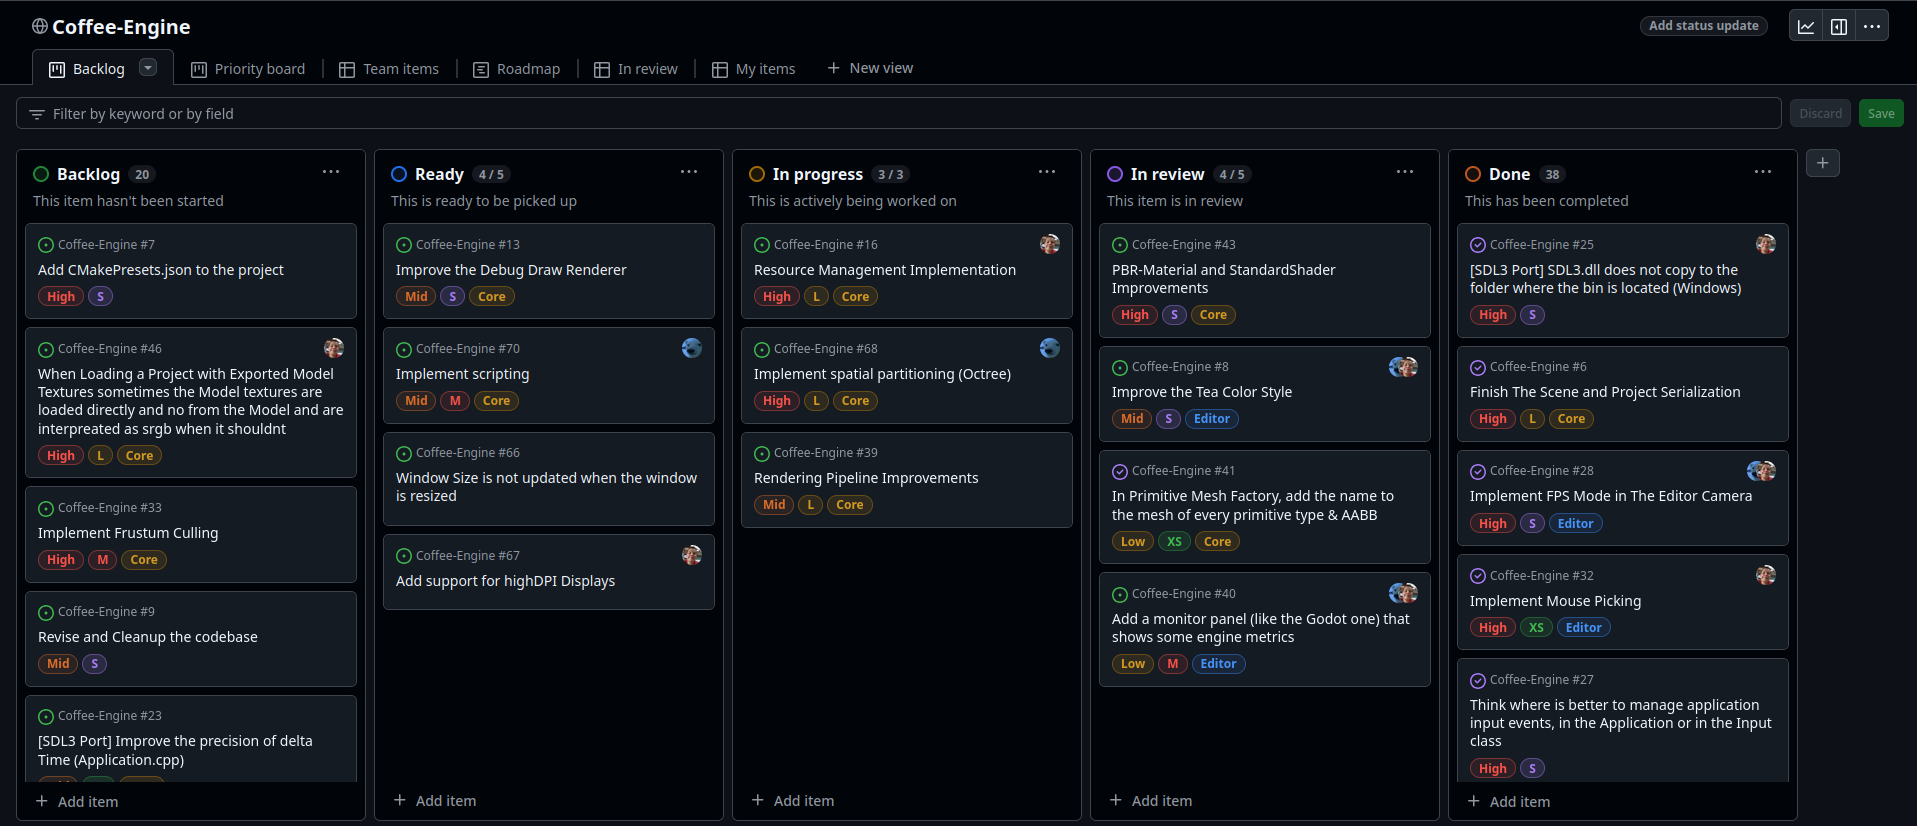 Coffee-Engine
Add status update
Backlog
Priority board
Team items
Roadmap
In review
My items
New view
Filter by keyword or by field
Discard
Save
Backlog 20
This item hasn't been started
Coffee-Engine #7
Add CMakePresets.json to the project
High S
Coffee-Engine #46
When Loading a Project with Exported Model
Textures sometimes the Model textures are
loaded directly and no from the Model and are
interpreated as srgb when it shouldnt
High L Core
Coffee-Engine #33
Implement Frustum Culling
High M Core
Coffee-Engine #9
Revise and Cleanup the codebase
Mid S
Coffee-Engine #23
[SDL3 Port] Improve the precision of delta
Time (Application.cpp)
Add item
Ready 4 / 5
This is ready to be picked up
Coffee-Engine #13
Improve the Debug Draw Renderer
Mid S Core
Coffee-Engine #70
Implement scripting
Mid M Core
Coffee-Engine #66
Window Size is not updated when the window
is resized
Coffee-Engine #67
Add support for highDPI Displays
Add item
In progress 3 / 3
This is actively being worked on
Coffee-Engine #16
Resource Management Implementation
High L Core
Coffee-Engine #68
Implement spatial partitioning (Octree)
High L Core
Coffee-Engine #39
Rendering Pipeline Improvements
Mid L Core
Add item
In review 4 / 5
This item is in review
Coffee-Engine #43
PBR-Material and StandardShader
Improvements
High S Core
Coffee-Engine #8
Improve the Tea Color Style
Mid S Editor
Coffee-Engine #41
In Primitive Mesh Factory, add the name to
the mesh of every primitive type & AABB
Low XS Core
Coffee-Engine #40
Add a monitor panel (like the Godot one) that
shows some engine metrics
Low M Editor
Add item
Done 38
This has been completed
Coffee-Engine #25
[SDL3 Port] SDL3.dll does not copy to the
folder where the bin is located (Windows)
High S
Coffee-Engine #6
Finish The Scene and Project Serialization
High L Core
Coffee-Engine #28
Implement FPS Mode in The Editor Camera
High S Editor
Coffee-Engine #32
Implement Mouse Picking
High XS Editor
Coffee-Engine #27
Think where is better to manage application
input events, in the Application or in the Input
class
High S
Add item